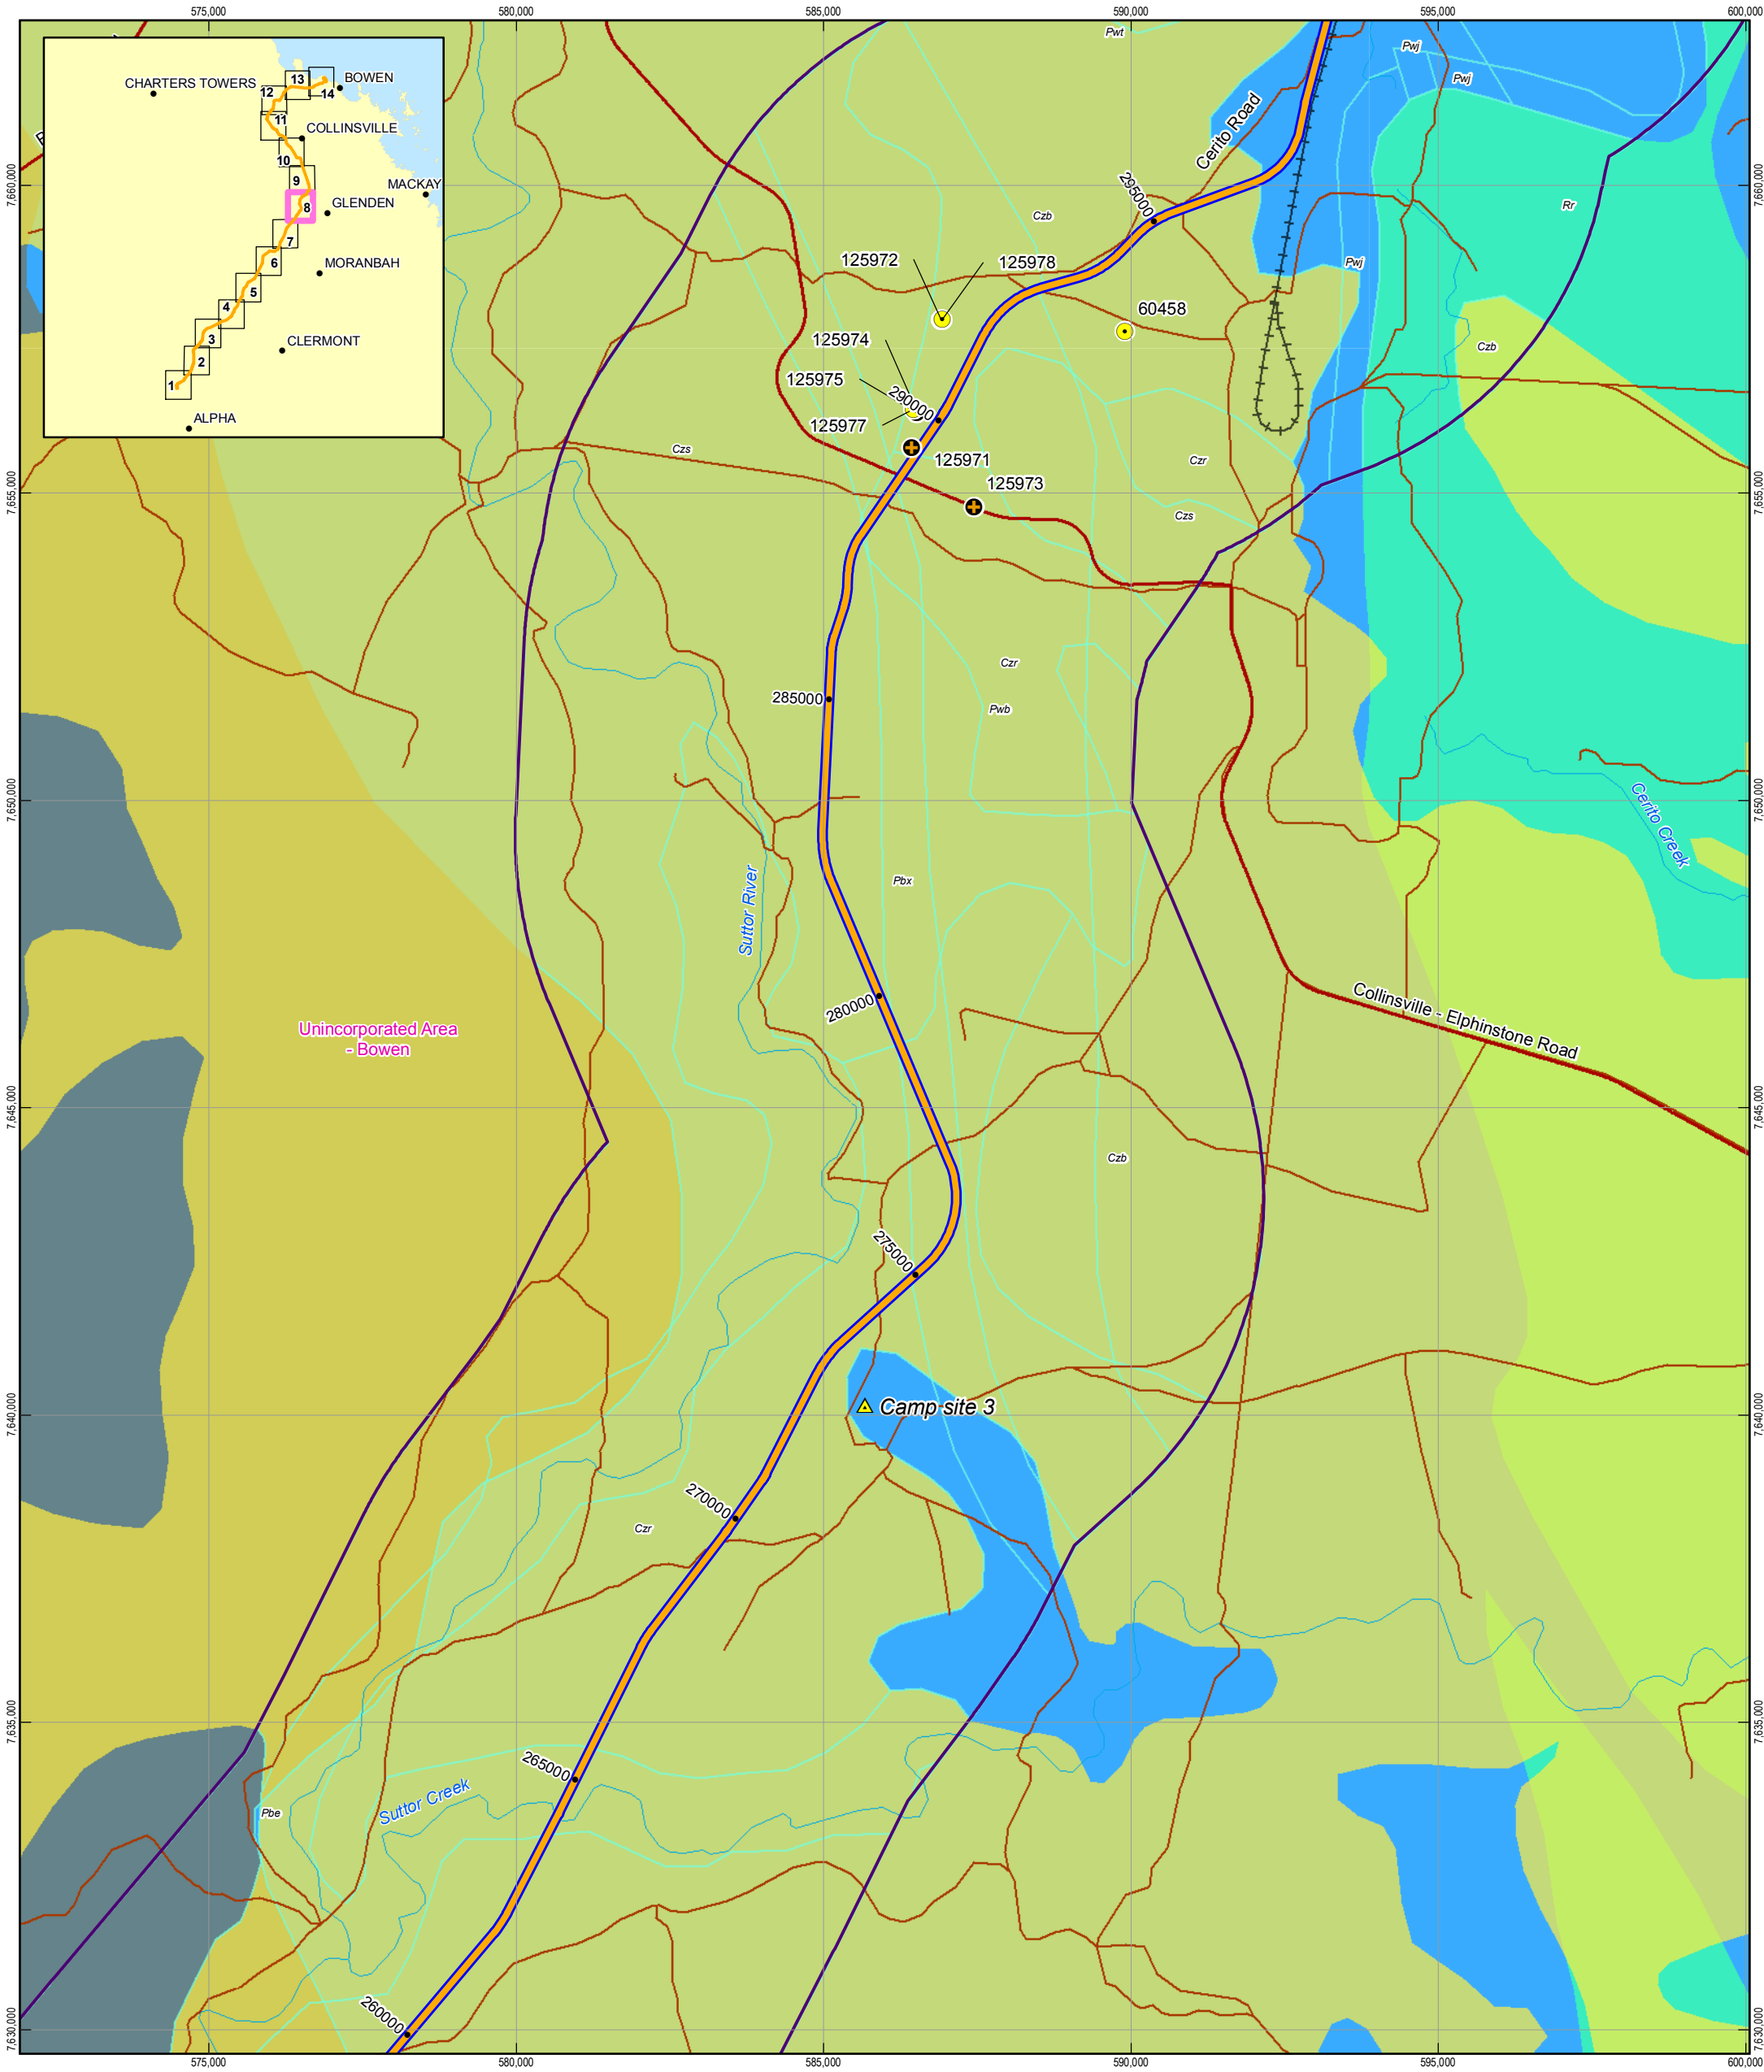 575,000
580,000
585,000
590,000
595,000
600,000
CHARTERS TOWERS
BOWEN
COLLINSVILLE
MACKAY
GLENDEN
MORANBAH
CLERMONT
ALPHA
13
14
12
11
10
9
8
7
6
5
4
3
2
1
Pwt
Pwj
Pwj
Cerito Road
7,660,000
7,660,000
295000
Czb
Rr
125972
125978
Pwj
60458
125974
Czb
125975
290000
125977
Czs
125971
Czr
125973
7,655,000
7,655,000
Czs
Czr
285000
Pwb
7,650,000
7,650,000
Cerito Creek
Pbx
Suttor River
280000
Collinsville - Elphinstone Road
Unincorporated Area
- Bowen
7,645,000
7,645,000
Czb
275000
7,640,000
7,640,000
Camp site 3
270000
Czr
7,635,000
7,635,000
265000
Suttor Creek
Pbe
260000
7,630,000
7,630,000
575,000
580,000
585,000
590,000
595,000
600,000